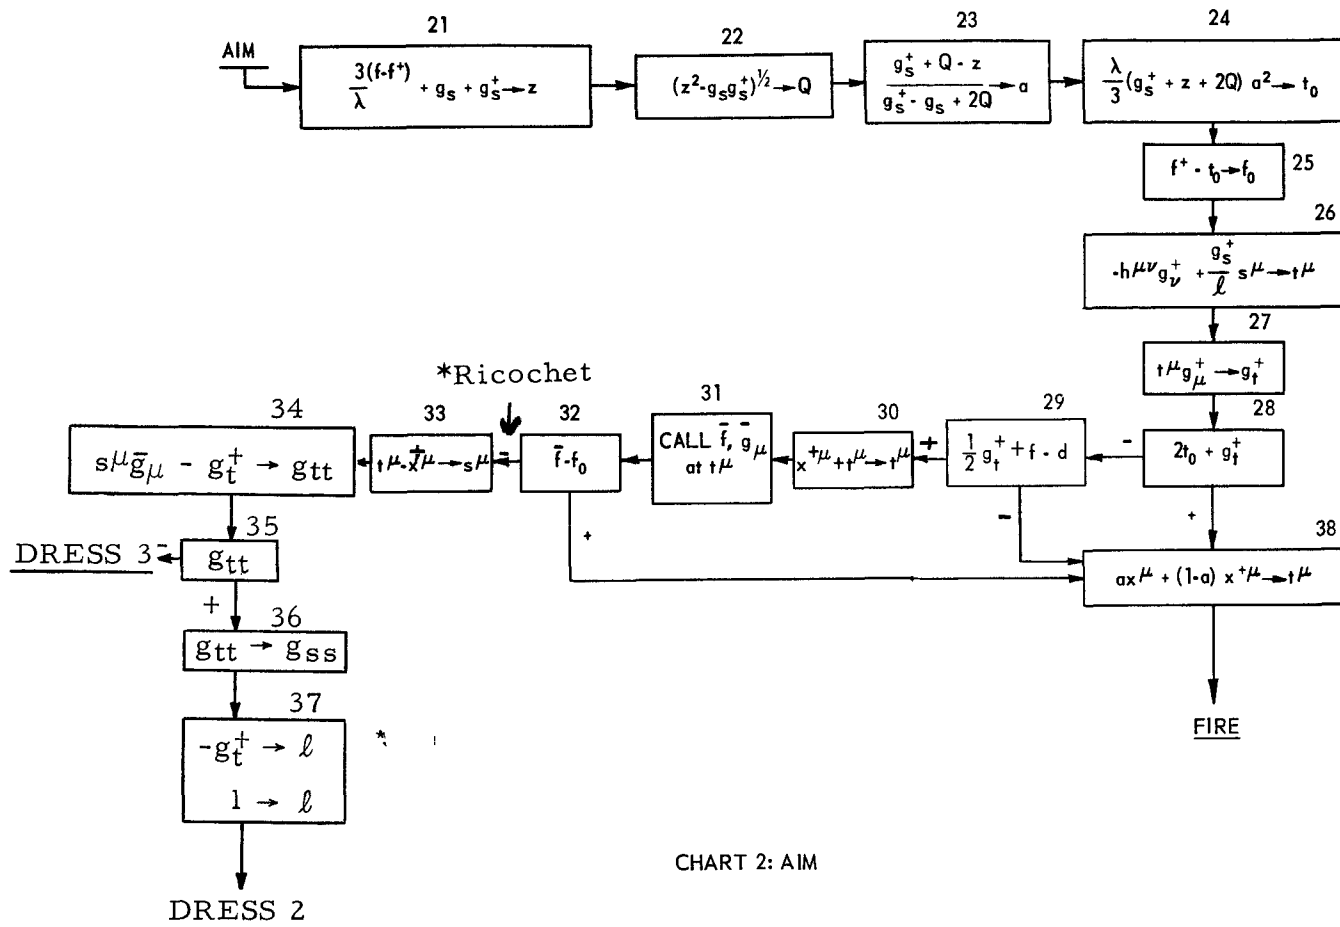 AIM
21
3(f-f⁺)/λ + g_s + g_s⁺ → z
22
(z² - g_s g_s⁺)^½ → Q
23
(g_s⁺ + Q - z)/(g_s⁺ - g_s + 2Q) → a
24
λ/3 (g_s⁺ + z + 2Q) a² → t₀
25
f⁺ - t₀ → f₀
26
-h^μν g_ν⁺ + g_s⁺/ℓ s^μ → t^μ
27
t^μ g_μ⁺ → g_t⁺
28
2t₀ + g_t⁺
-
+
29
½ g_t⁺ + f - d
+
-
30
x⁺^μ + t^μ → t^μ
31
CALL f̄, ḡ_μ
at t^μ
32
f̄ - f₀
-
+
*Ricochet
33
t^μ - x⁺^μ → s^μ
34
s^μ ḡ_μ - g_t⁺ → g_tt
35
g_tt
-
DRESS 3
+
36
g_tt → g_ss
37
-g_t⁺ → ℓ
1 → ℓ
*
DRESS 2
38
ax^μ + (1-a) x⁺^μ → t^μ
FIRE
CHART 2: AIM